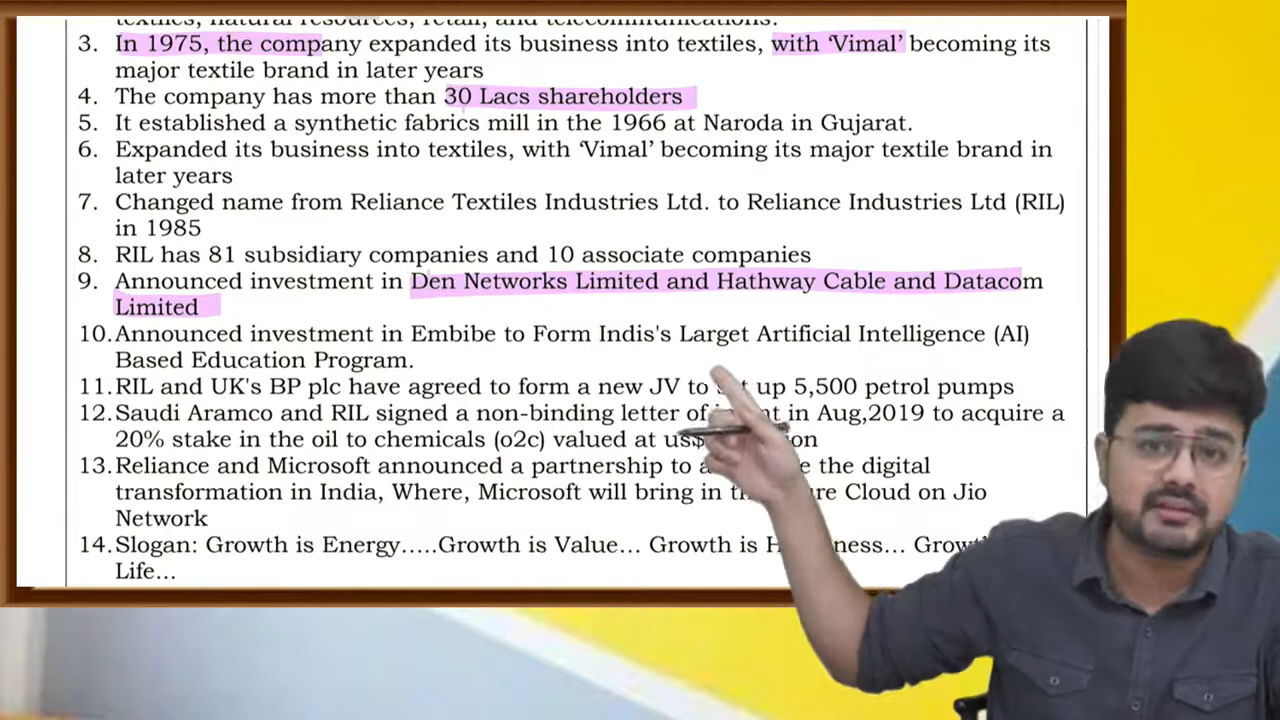 textiles, natural resources, retail, and telecommunications.
3. In 1975, the company expanded its business into textiles, with ‘Vimal’ becoming its
major textile brand in later years
4. The company has more than 30 Lacs shareholders
5. It established a synthetic fabrics mill in the 1966 at Naroda in Gujarat.
6. Expanded its business into textiles, with ‘Vimal’ becoming its major textile brand in
later years
7. Changed name from Reliance Textiles Industries Ltd. to Reliance Industries Ltd (RIL)
in 1985
8. RIL has 81 subsidiary companies and 10 associate companies
9. Announced investment in Den Networks Limited and Hathway Cable and Datacom
Limited
10. Announced investment in Embibe to Form Indis's Larget Artificial Intelligence (AI)
Based Education Program.
11. RIL and UK's BP plc have agreed to form a new JV to up 5,500 petrol pumps
12. Saudi Aramco and RIL signed a non-binding letter of in Aug,2019 to acquire a
20% stake in the oil to chemicals (o2c) valued at
13. Reliance and Microsoft announced a partnership to the digital
transformation in India, Where, Microsoft will bring in Cloud on Jio
Network
14. Slogan: Growth is Energy.....Growth is Value... Growth is
Life...